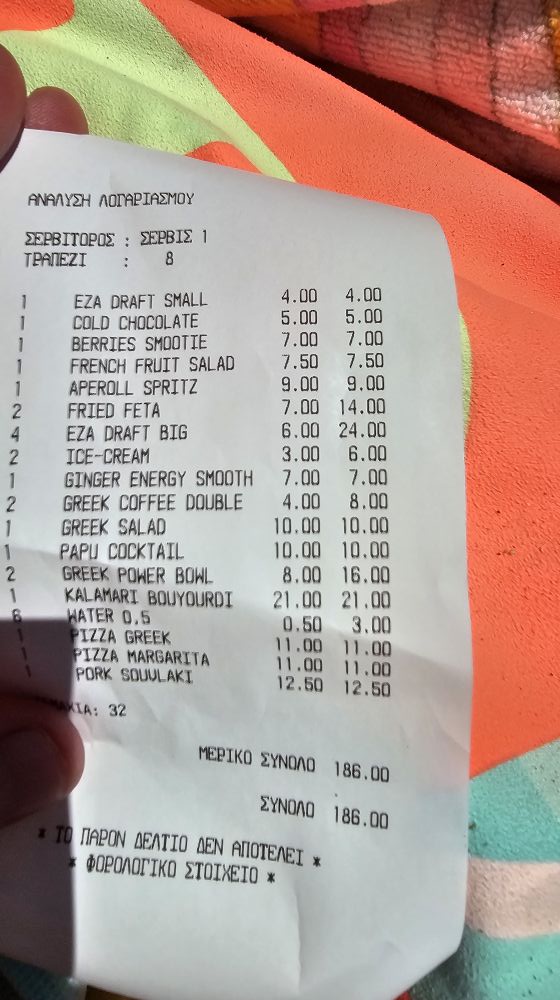 ΑΝΑΛΥΣΗ ΛΟΓΑΡΙΑΣΜΟΥ
ΣΕΡΒΙΤΟΡΟΣ : ΣΕΡΒΙΣ 1
ΤΡΑΠΕΖΙ : 8
1 EZA DRAFT SMALL 4.00 4.00
1 COLD CHOCOLATE 5.00 5.00
1 BERRIES SMOOTIE 7.00 7.00
1 FRENCH FRUIT SALAD 7.50 7.50
1 APEROLL SPRITZ 9.00 9.00
2 FRIED FETA 7.00 14.00
4 EZA DRAFT BIG 6.00 24.00
2 ICE-CREAM 3.00 6.00
1 GINGER ENERGY SMOOTH 7.00 7.00
2 GREEK COFFEE DOUBLE 4.00 8.00
1 GREEK SALAD 10.00 10.00
1 PAPU COCKTAIL 10.00 10.00
2 GREEK POWER BOWL 8.00 16.00
1 KALAMARI BOUYOURDI 21.00 21.00
6 WATER 0,5 0.50 3.00
1 PIZZA GREEK 11.00 11.00
1 PIZZA MARGARITA 11.00 11.00
1 PORK SOUVLAKI 12.50 12.50
32
ΜΕΡΙΚΟ ΣΥΝΟΛΟ 186.00
ΣΥΝΟΛΟ 186.00
* ΤΟ ΠΑΡΟΝ ΔΕΛΤΙΟ ΔΕΝ ΑΠΟΤΕΛΕΙ *
* ΦΟΡΟΛΟΓΙΚΟ ΣΤΟΙΧΕΙΟ *